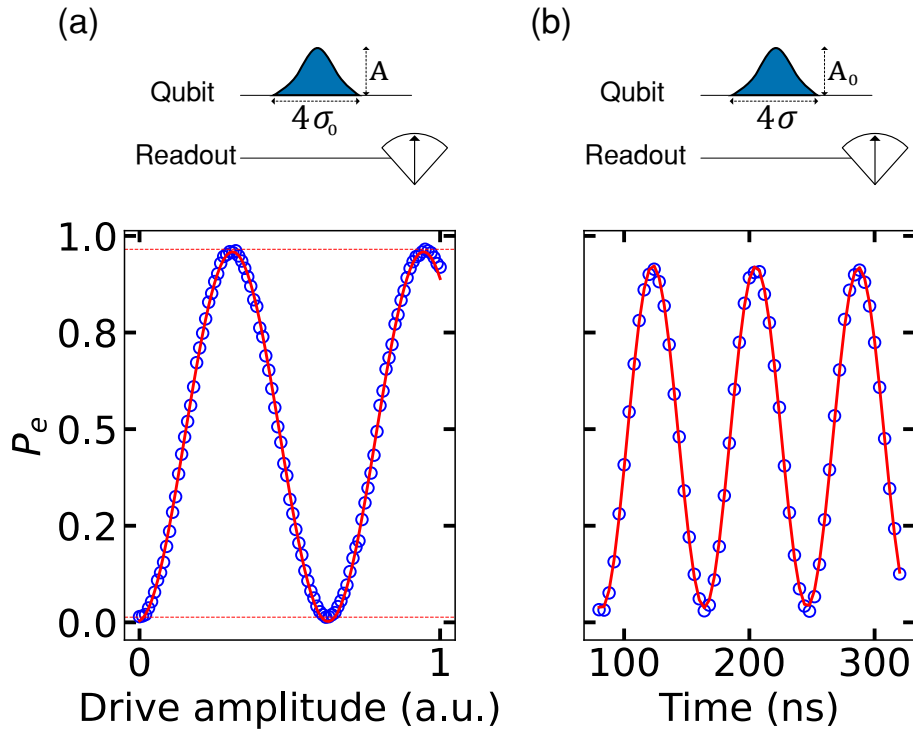 (a)
A
Qubit
4σ₀
Readout
1.0
0.8
0.5
0.2
0.0
P_e
0 1
Drive amplitude (a.u.)
(b)
A₀
Qubit
4σ
Readout
100 200 300
Time (ns)